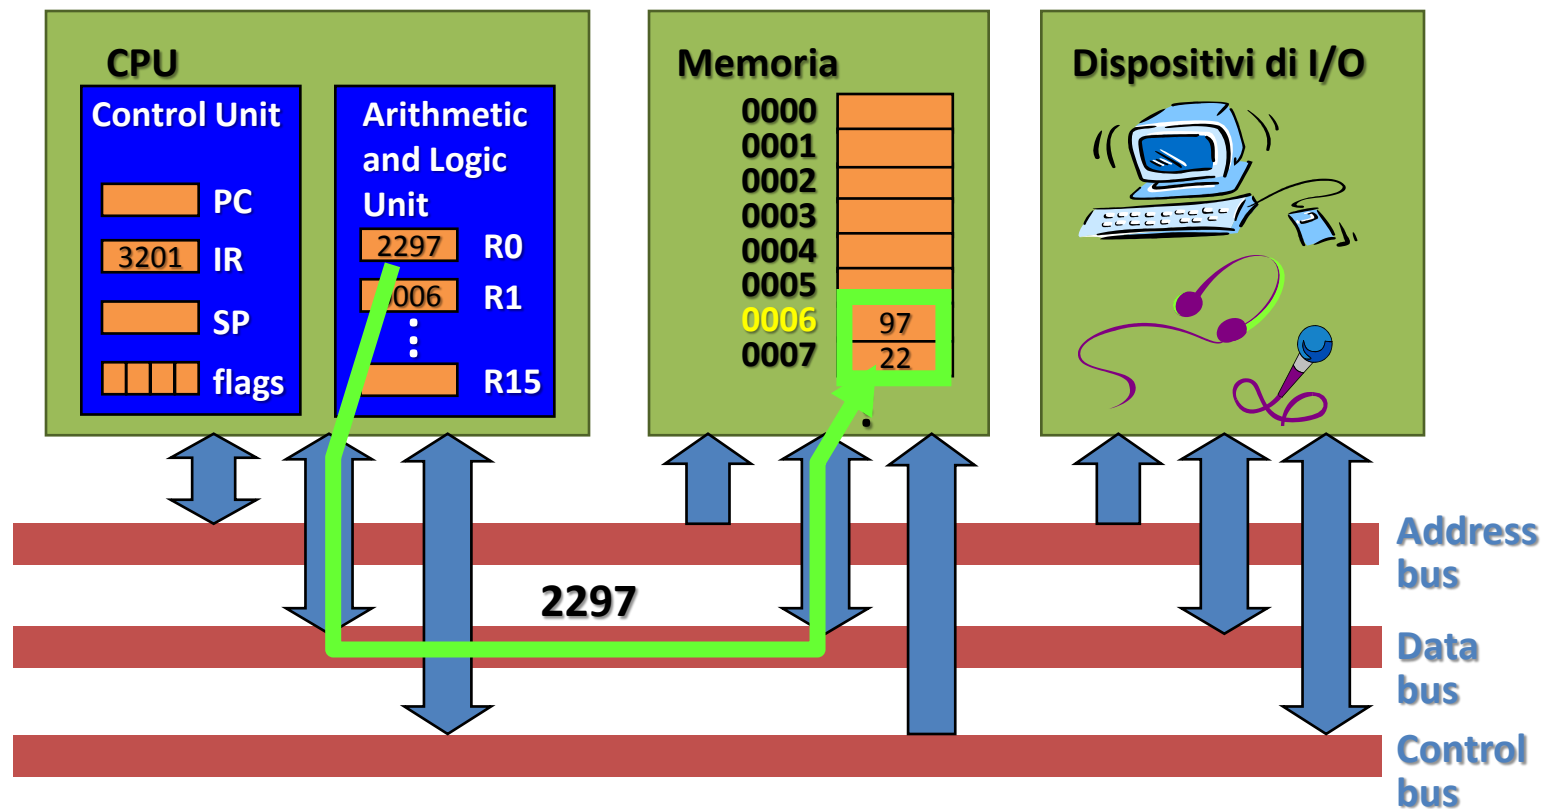 CPU
Control Unit
PC
3201 IR
SP
flags
Arithmetic
and Logic
Unit
2297 R0
006 R1
R15
Memoria
0000
0001
0002
0003
0004
0005
0006 97
0007 22
Dispositivi di I/O
Address
bus
2297
Data
bus
Control
bus